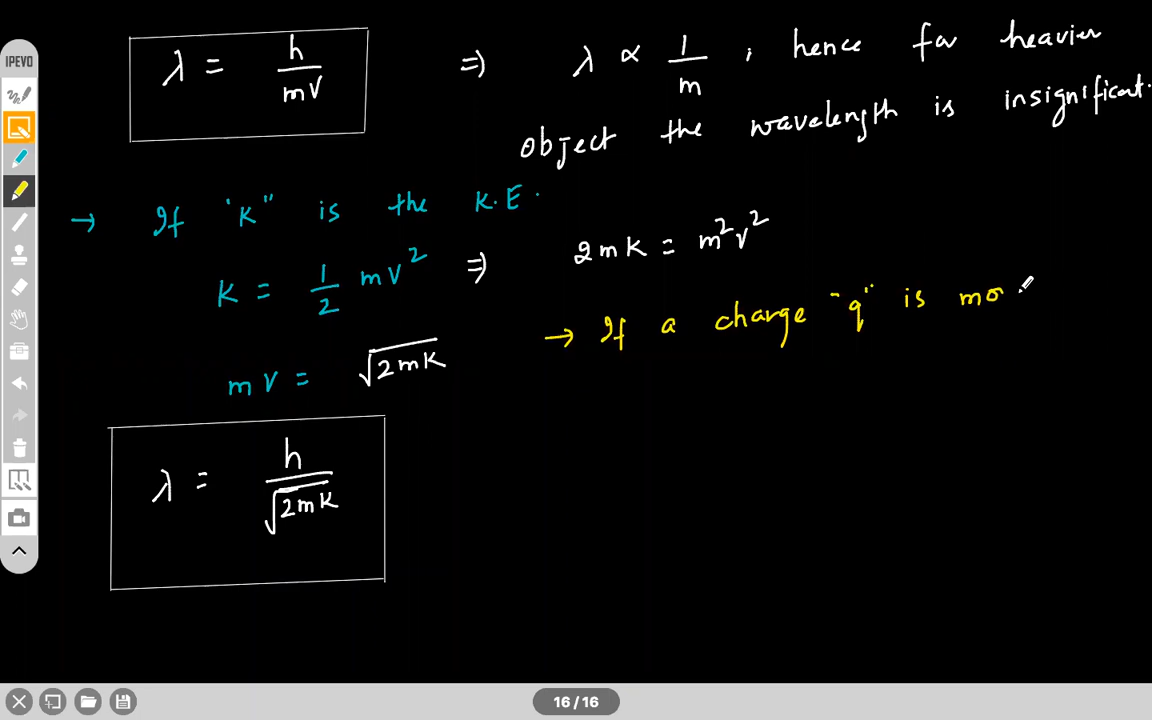 IPEVO
λ = h/mv ⇒ λ ∝ 1/m , hence for heavier
object the wavelength is insignificant.
→ If "K" is the K.E.
K = 1/2 mv² ⇒ 2mK = m²v²
→ If a charge "q" is mo
mv = √2mK
λ = h/√2mK
16 / 16